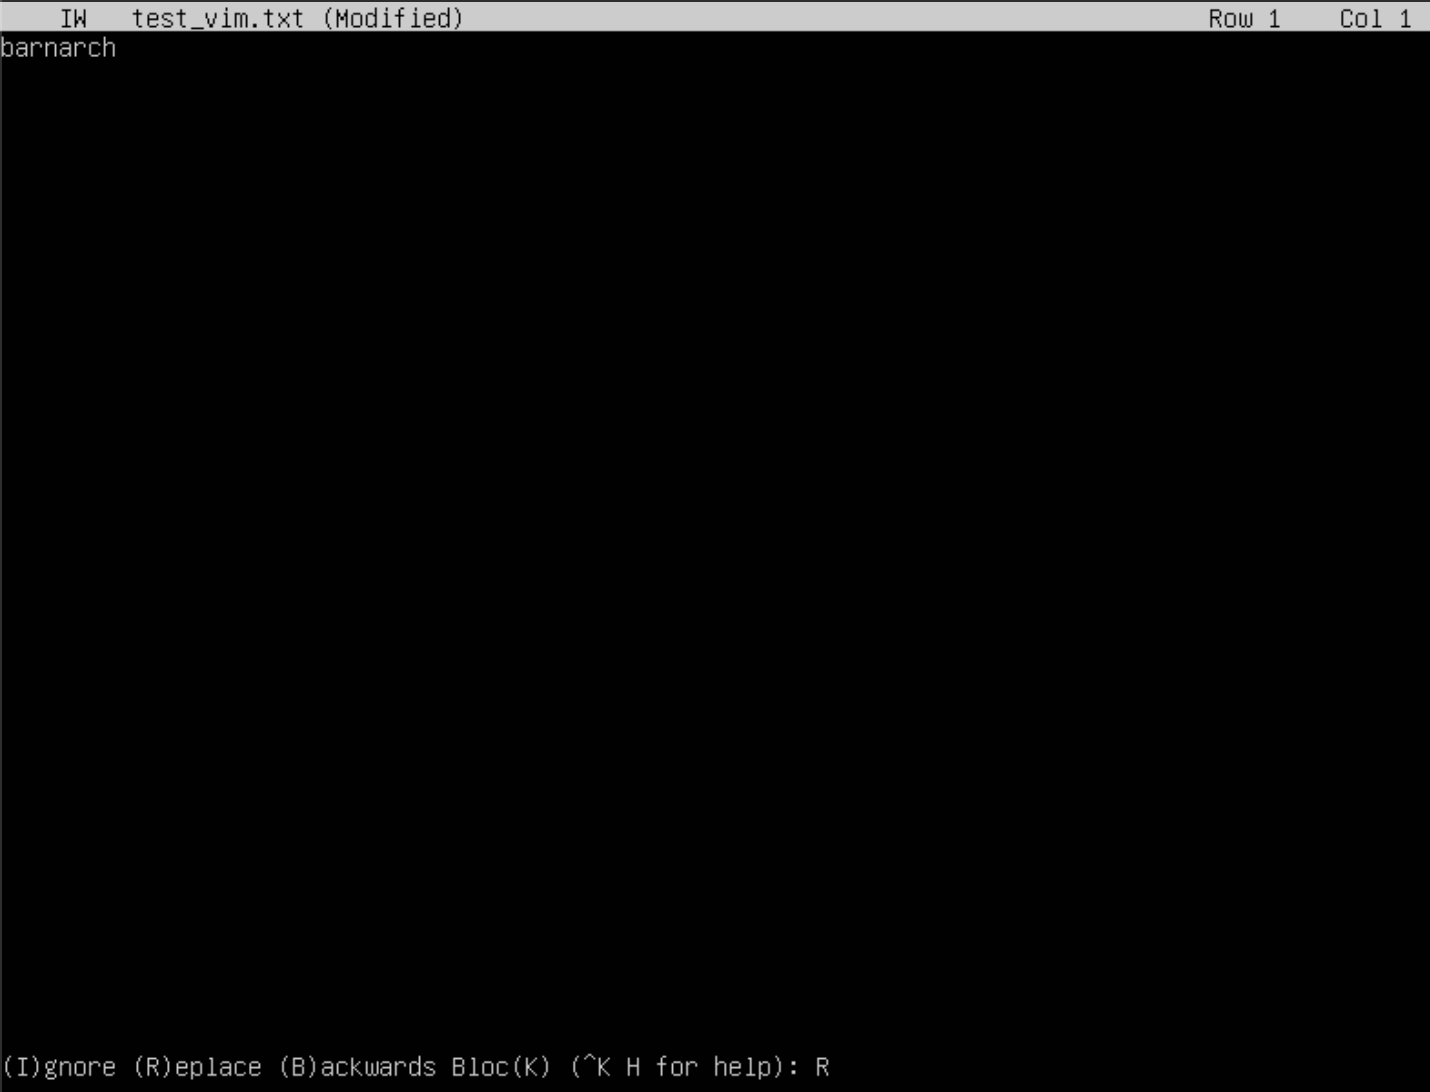 IW test_vim.txt (Modified) Row 1 Col 1
barnarch
(I)gnore (R)eplace (B)ackwards Bloc(K) (^K H for help): R